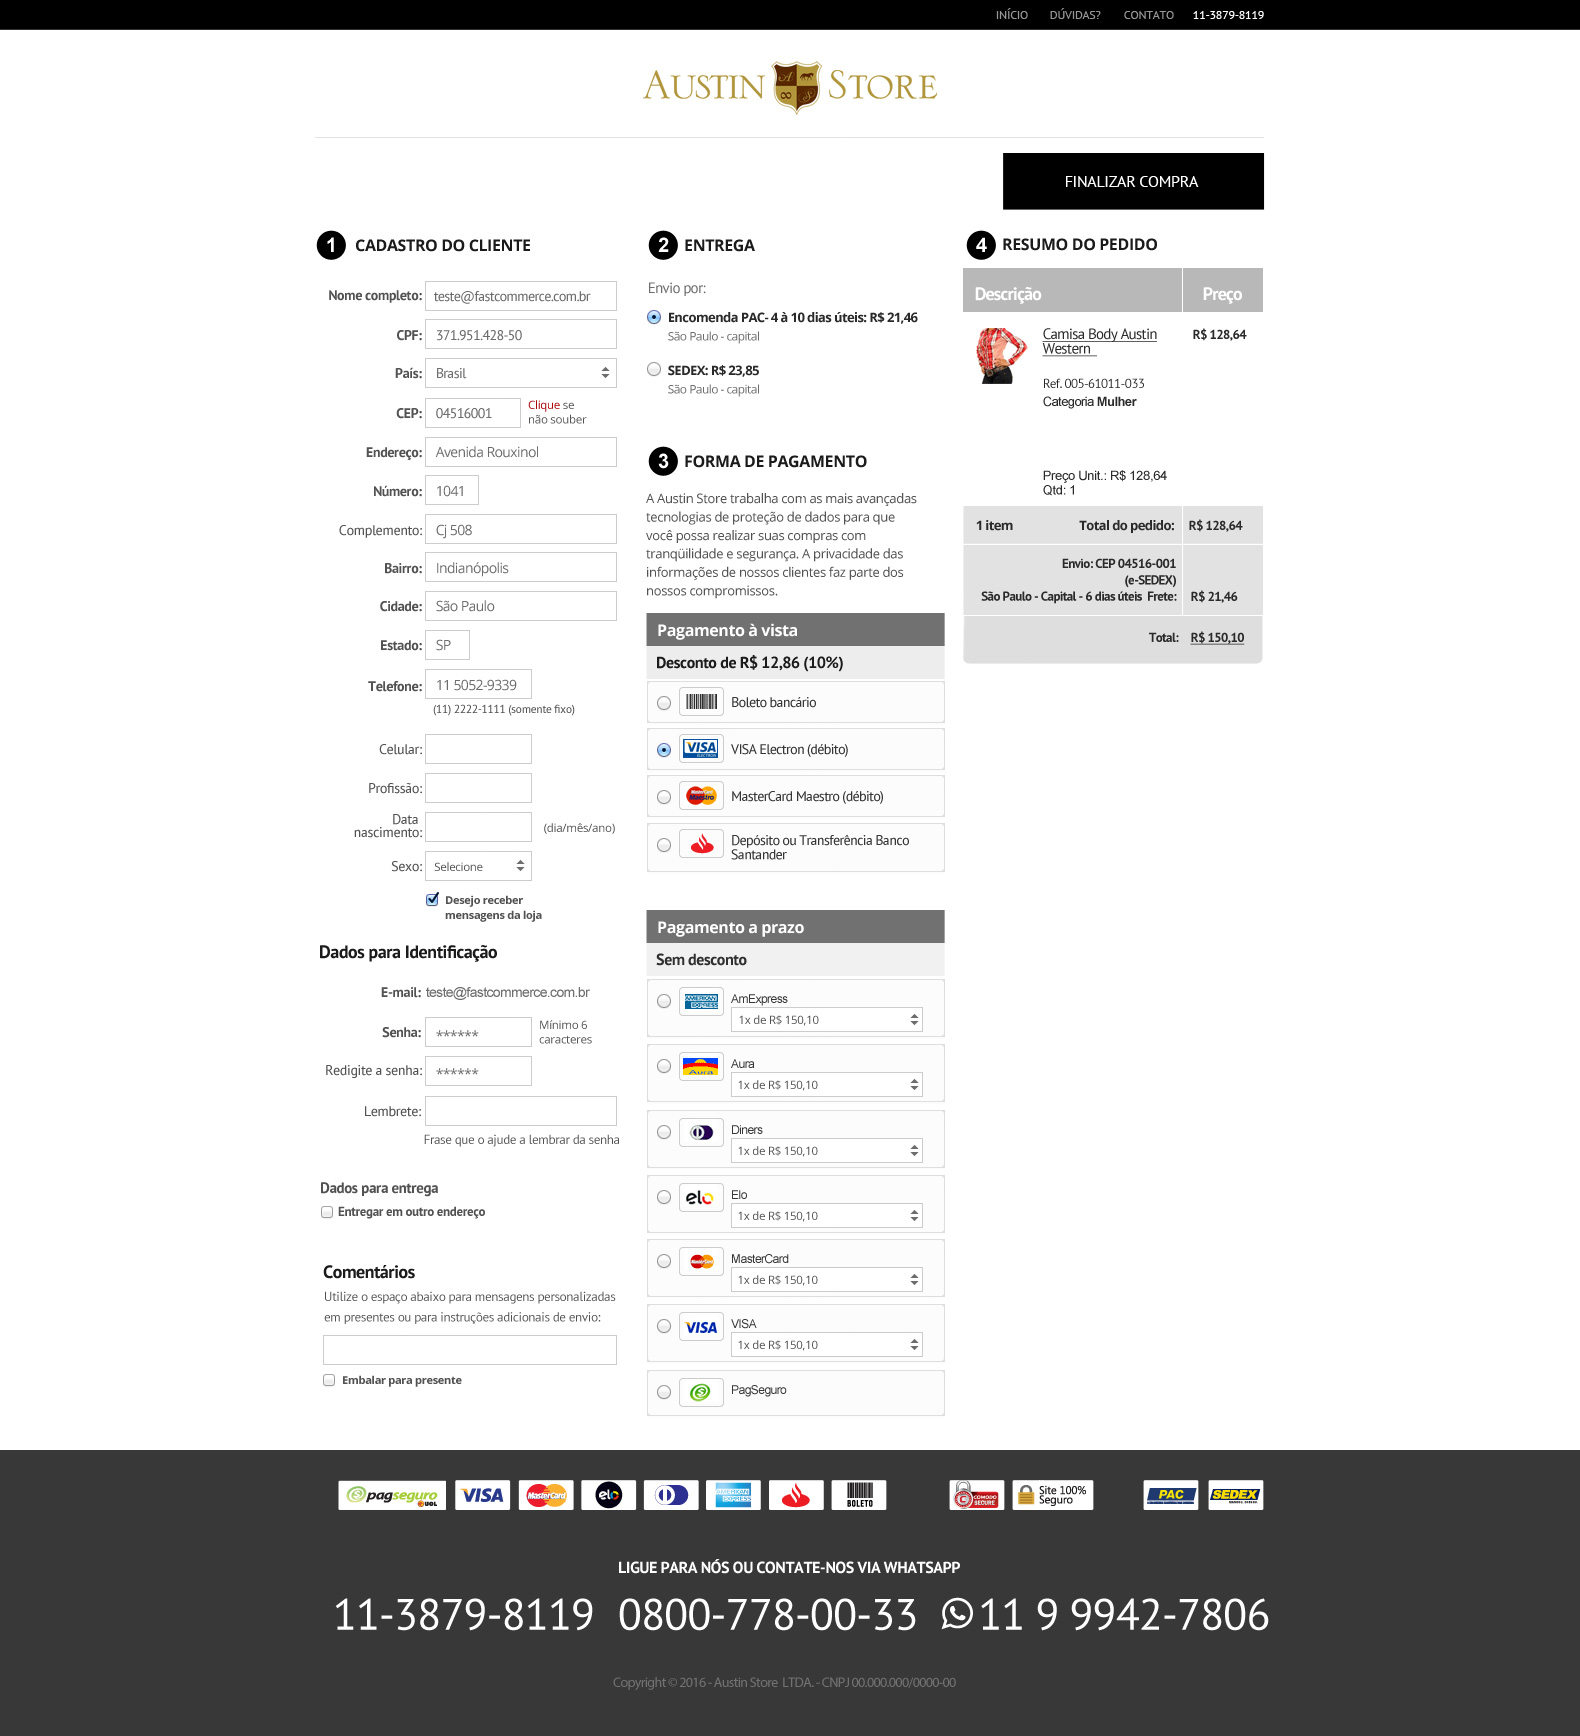 INÍCIO DÚVIDAS? CONTATO 11-3879-8119
AUSTIN STORE
FINALIZAR COMPRA
1 CADASTRO DO CLIENTE
Nome completo: teste@fastcommerce.com.br
CPF: 371.951.428-50
País: Brasil
CEP: 04516001 Clique se
não souber
Endereço: Avenida Rouxinol
Número: 1041
Complemento: Cj 508
Bairro: Indianópolis
Cidade: São Paulo
Estado: SP
Telefone: 11 5052-9339
(11) 2222-1111 (somente fixo)
Celular:
Profissão:
Data
nascimento: (dia/mês/ano)
Sexo: Selecione
Desejo receber
mensagens da loja
Dados para Identificação
E-mail: teste@fastcommerce.com.br
Senha: ****** Mínimo 6
caracteres
Redigite a senha: ******
Lembrete:
Frase que o ajude a lembrar da senha
Dados para entrega
Entregar em outro endereço
Comentários
Utilize o espaço abaixo para mensagens personalizadas
em presentes ou para instruções adicionais de envio:
Embalar para presente
2 ENTREGA
Envio por:
Encomenda PAC- 4 à 10 dias úteis: R$ 21,46
São Paulo - capital
SEDEX: R$ 23,85
São Paulo - capital
3 FORMA DE PAGAMENTO
A Austin Store trabalha com as mais avançadas
tecnologias de proteção de dados para que
você possa realizar suas compras com
tranqüilidade e segurança. A privacidade das
informações de nossos clientes faz parte dos
nossos compromissos.
Pagamento à vista
Desconto de R$ 12,86 (10%)
Boleto bancário
VISA VISA Electron (débito)
MasterCard Maestro (débito)
Depósito ou Transferência Banco
Santander
Pagamento a prazo
Sem desconto
AMERICAN EXPRESS AmExpress
1x de R$ 150,10
Aura Aura
1x de R$ 150,10
Diners
1x de R$ 150,10
elo Elo
1x de R$ 150,10
MasterCard
1x de R$ 150,10
VISA VISA
1x de R$ 150,10
PagSeguro
4 RESUMO DO PEDIDO
Descrição Preço
Camisa Body Austin R$ 128,64
Western
Ref. 005-61011-033
Categoria Mulher
Preço Unit.: R$ 128,64
Qtd: 1
1 item Total do pedido: R$ 128,64
Envio: CEP 04516-001
(e-SEDEX)
São Paulo - Capital - 6 dias úteis Frete: R$ 21,46
Total: R$ 150,10
pagseguro UOL VISA MasterCard elo AMERICAN EXPRESS BOLETO COMODO SECURE Site 100% Seguro PAC SEDEX
LIGUE PARA NÓS OU CONTATE-NOS VIA WHATSAPP
11-3879-8119 0800-778-00-33 11 9 9942-7806
Copyright © 2016 - Austin Store LTDA. - CNPJ 00.000.000/0000-00